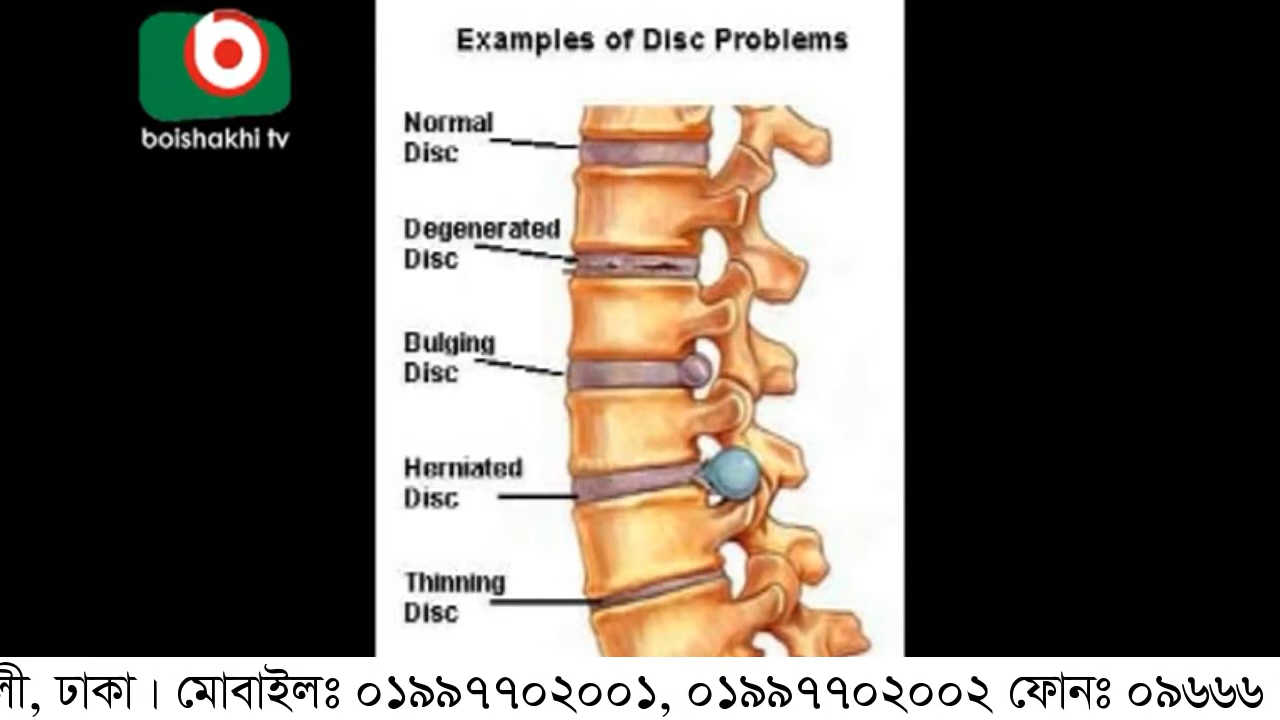 boishakhi tv
Examples of Disc Problems
Normal
Disc
Degenerated
Disc
Bulging
Disc
Herniated
Disc
Thinning
Disc
ঢাকা। মোবাইলঃ ০১৯৯৭৭০২০০১, ০১৯৯৭৭০২০০২ ফোনঃ ০৯৬৬৬